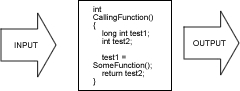 INPUT
int
CallingFunction()
{
long int test1;
int test2;
test1 =
SomeFunction();
return test2;
}
OUTPUT